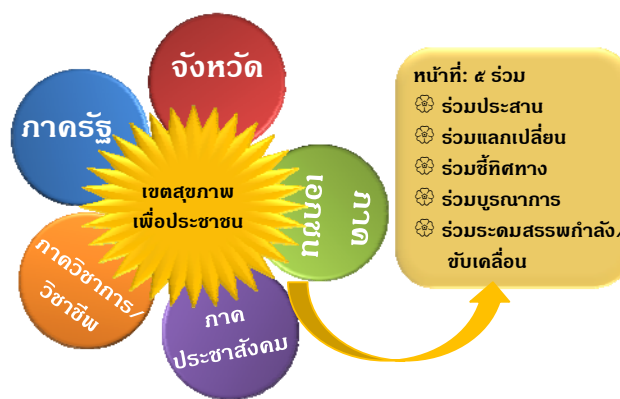 จังหวัด
ภาครัฐ
เขตสุขภาพ
เพื่อประชาชน
ภาค
เอกชน
ภาควิชาการ/
วิชาชีพ
ภาค
ประชาสังคม
หน้าที่: ๕ ร่วม
ร่วมประสาน
ร่วมแลกเปลี่ยน
ร่วมชี้ทิศทาง
ร่วมบูรณาการ
ร่วมระดมสรรพกำลัง/
ขับเคลื่อน